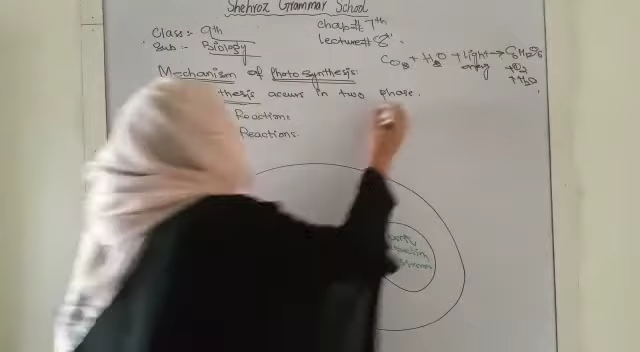 Shehroz Grammar School
Class:- 9th
chap# 7th
Sub:- Biology
lecture# 8
CO2 + H2O + light → C6H12O6
energy + O2
+ H2O
Mechanism of Photosynthesis
thesis occurs in two phase.
Reactions
Reactions.